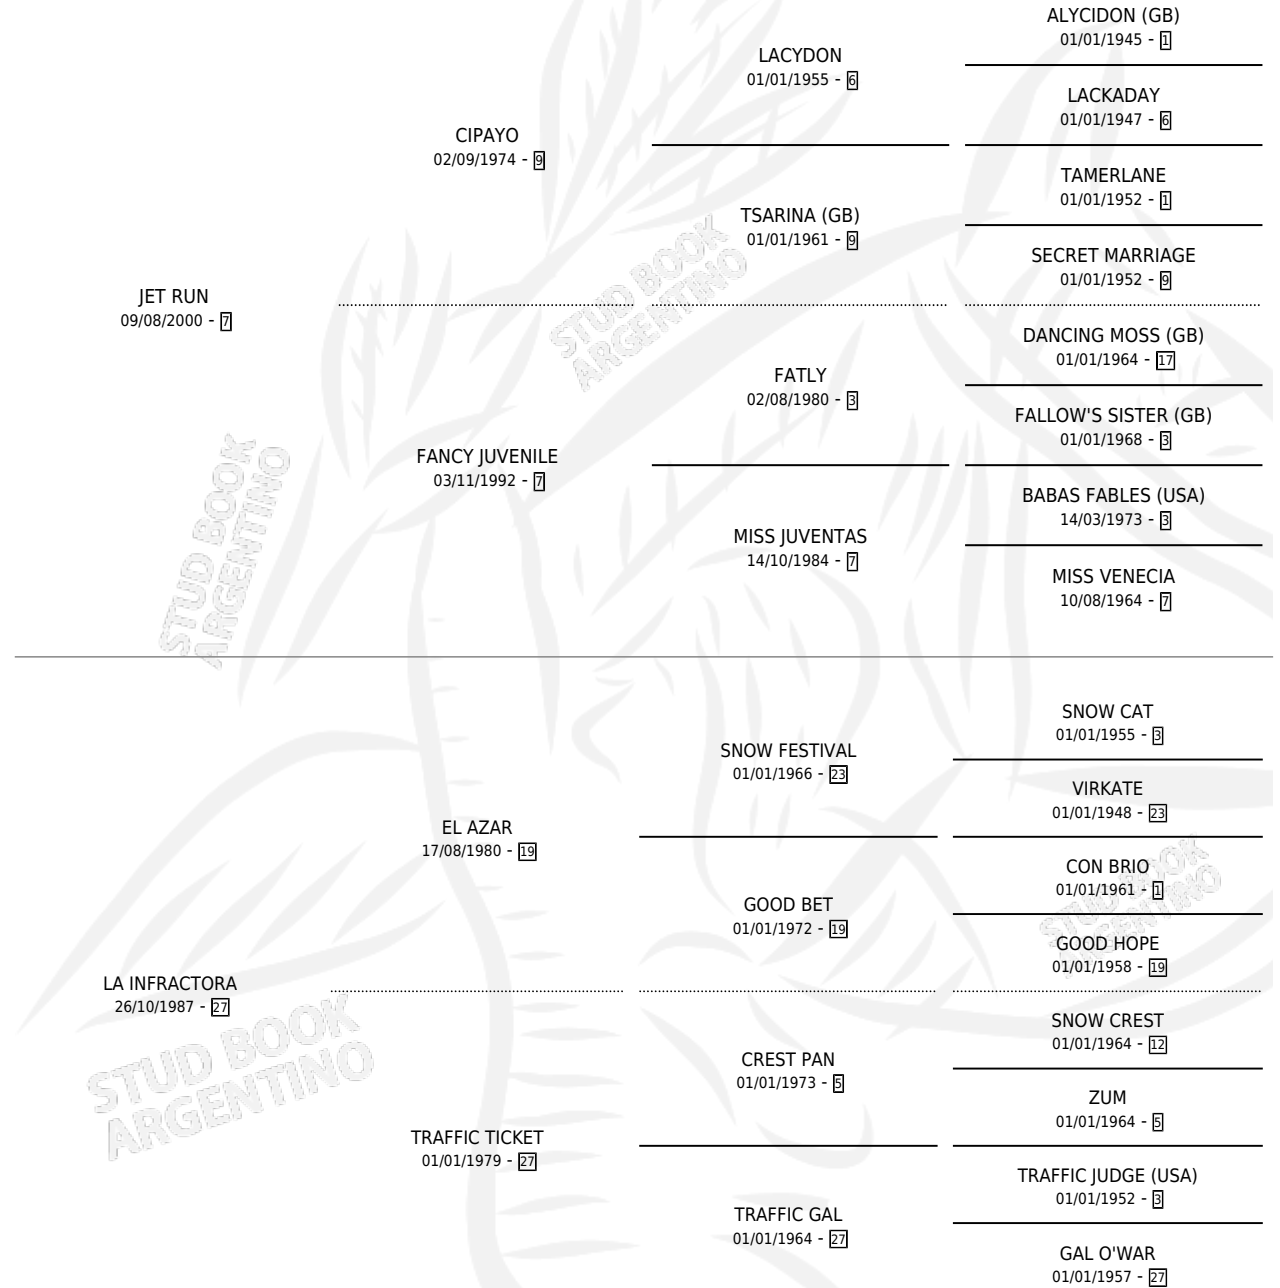 ALYCIDON (GB)
01/01/1945 - 1
LACYDON
01/01/1955 - 6
LACKADAY
01/01/1947 - 6
CIPAYO
02/09/1974 - 9
TAMERLANE
01/01/1952 - 1
TSARINA (GB)
01/01/1961 - 9
SECRET MARRIAGE
01/01/1952 - 9
JET RUN
09/08/2000 - 7
DANCING MOSS (GB)
01/01/1964 - 17
FATLY
02/08/1980 - 3
FALLOW'S SISTER (GB)
01/01/1968 - 3
FANCY JUVENILE
03/11/1992 - 7
BABAS FABLES (USA)
14/03/1973 - 3
MISS JUVENTAS
14/10/1984 - 7
MISS VENECIA
10/08/1964 - 7
STUD BOOK
ARGENTINO
STUD BOOK
ARGENTINO
SNOW CAT
01/01/1955 - 3
SNOW FESTIVAL
01/01/1966 - 23
VIRKATE
01/01/1948 - 23
EL AZAR
17/08/1980 - 19
CON BRIO
01/01/1961 - 1
GOOD BET
01/01/1972 - 19
GOOD HOPE
01/01/1958 - 19
LA INFRACTORA
26/10/1987 - 27
SNOW CREST
01/01/1964 - 12
CREST PAN
01/01/1973 - 5
ZUM
01/01/1964 - 5
TRAFFIC TICKET
01/01/1979 - 27
TRAFFIC JUDGE (USA)
01/01/1952 - 3
TRAFFIC GAL
01/01/1964 - 27
GAL O'WAR
01/01/1957 - 27
STUD BOOK
ARGENTINO
STUD BOOK
ARGENTINO